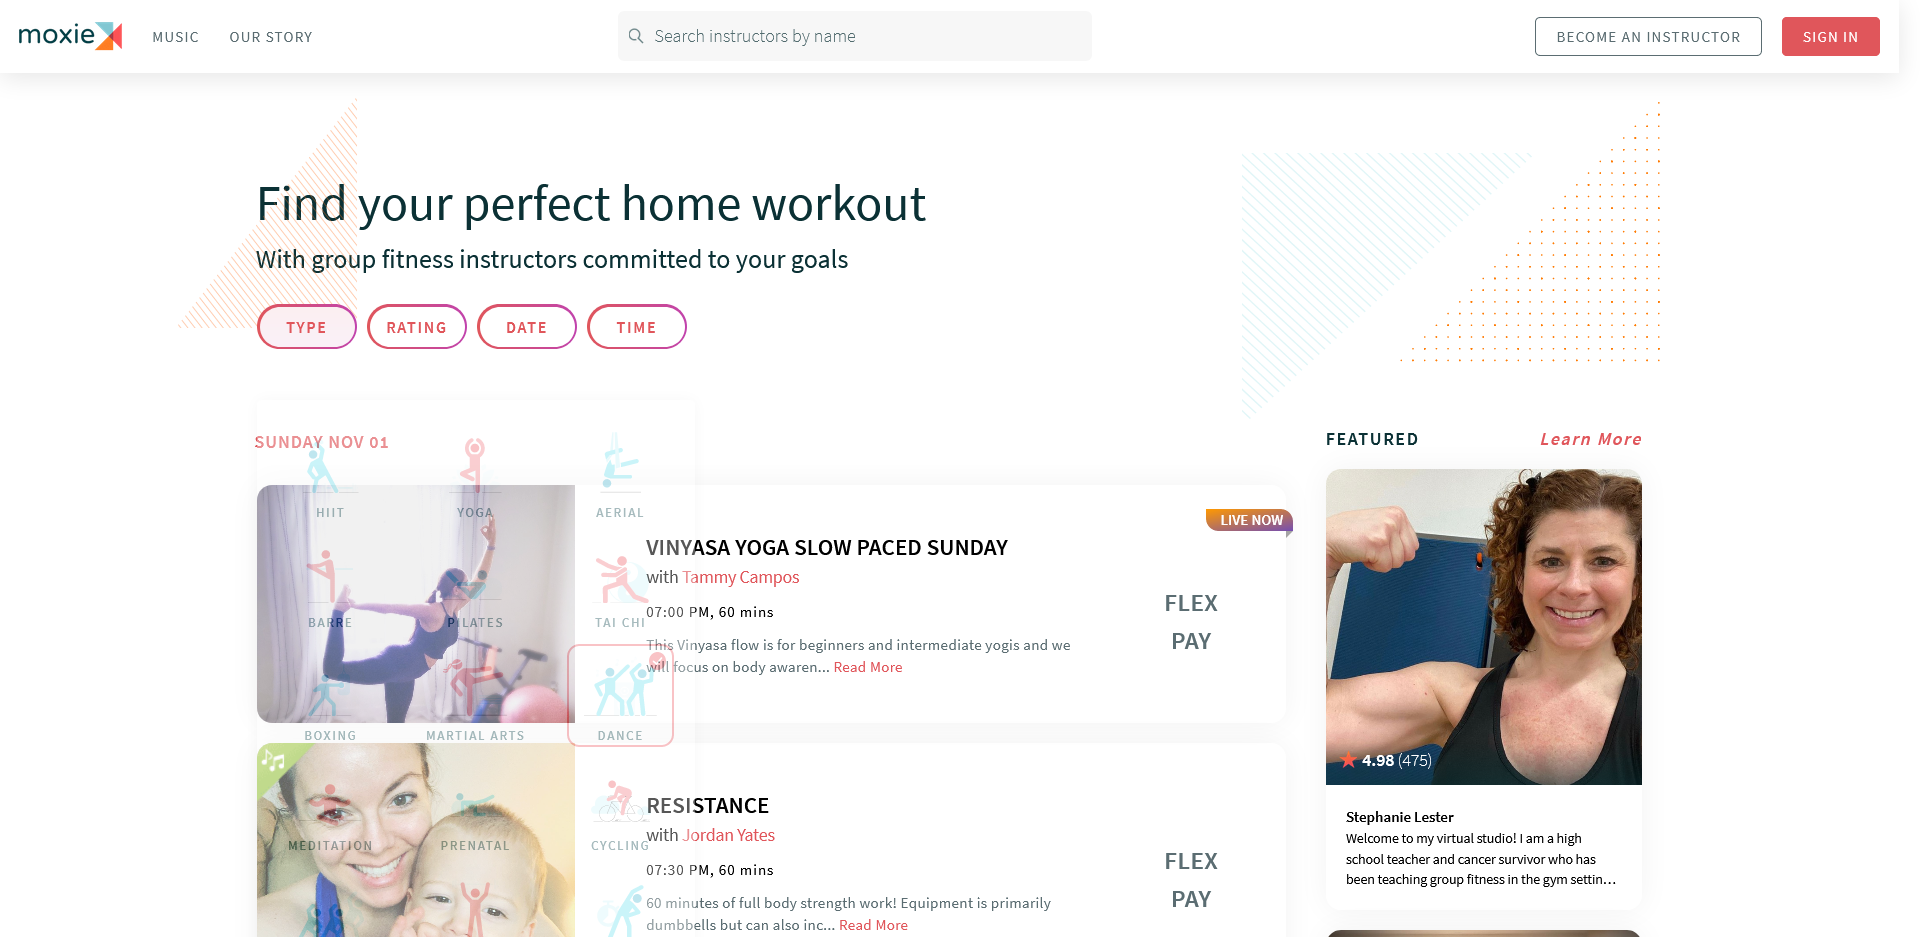 moxie
MUSIC
OUR STORY
Search instructors by name
BECOME AN INSTRUCTOR
SIGN IN
Find your perfect home workout
With group fitness instructors committed to your goals
TYPE
RATING
DATE
TIME
SUNDAY NOV 01
HIIT
YOGA
AERIAL
BARRE
PILATES
TAI CHI
BOXING
MARTIAL ARTS
DANCE
MEDITATION
PRENATAL
CYCLING
LIVE NOW
VINYASA YOGA SLOW PACED SUNDAY
with Tammy Campos
07:00 PM, 60 mins
This Vinyasa flow is for beginners and intermediate yogis and we
will focus on body awaren... Read More
FLEX
PAY
RESISTANCE
with Jordan Yates
07:30 PM, 60 mins
60 minutes of full body strength work! Equipment is primarily
dumbbells but can also inc... Read More
FLEX
PAY
FEATURED
Learn More
4.98 (475)
Stephanie Lester
Welcome to my virtual studio! I am a high
school teacher and cancer survivor who has
been teaching group fitness in the gym settin...